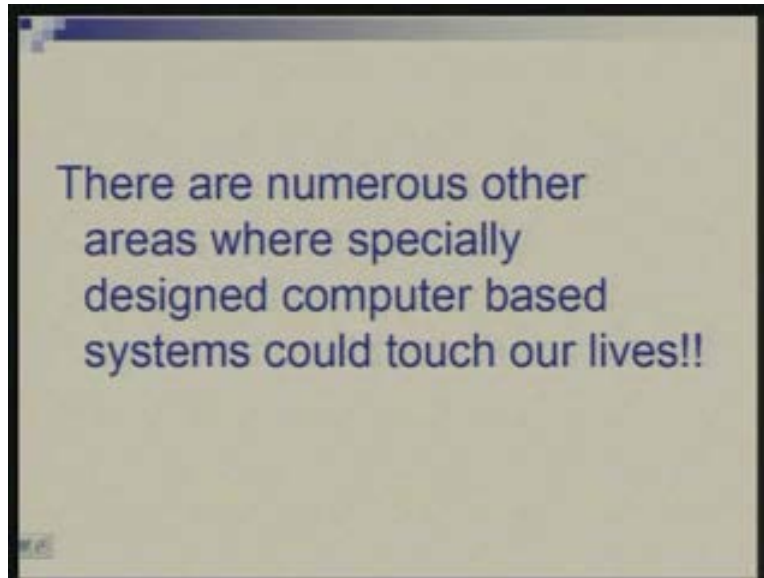 There are numerous other
areas where specially
designed computer based
systems could touch our lives!!